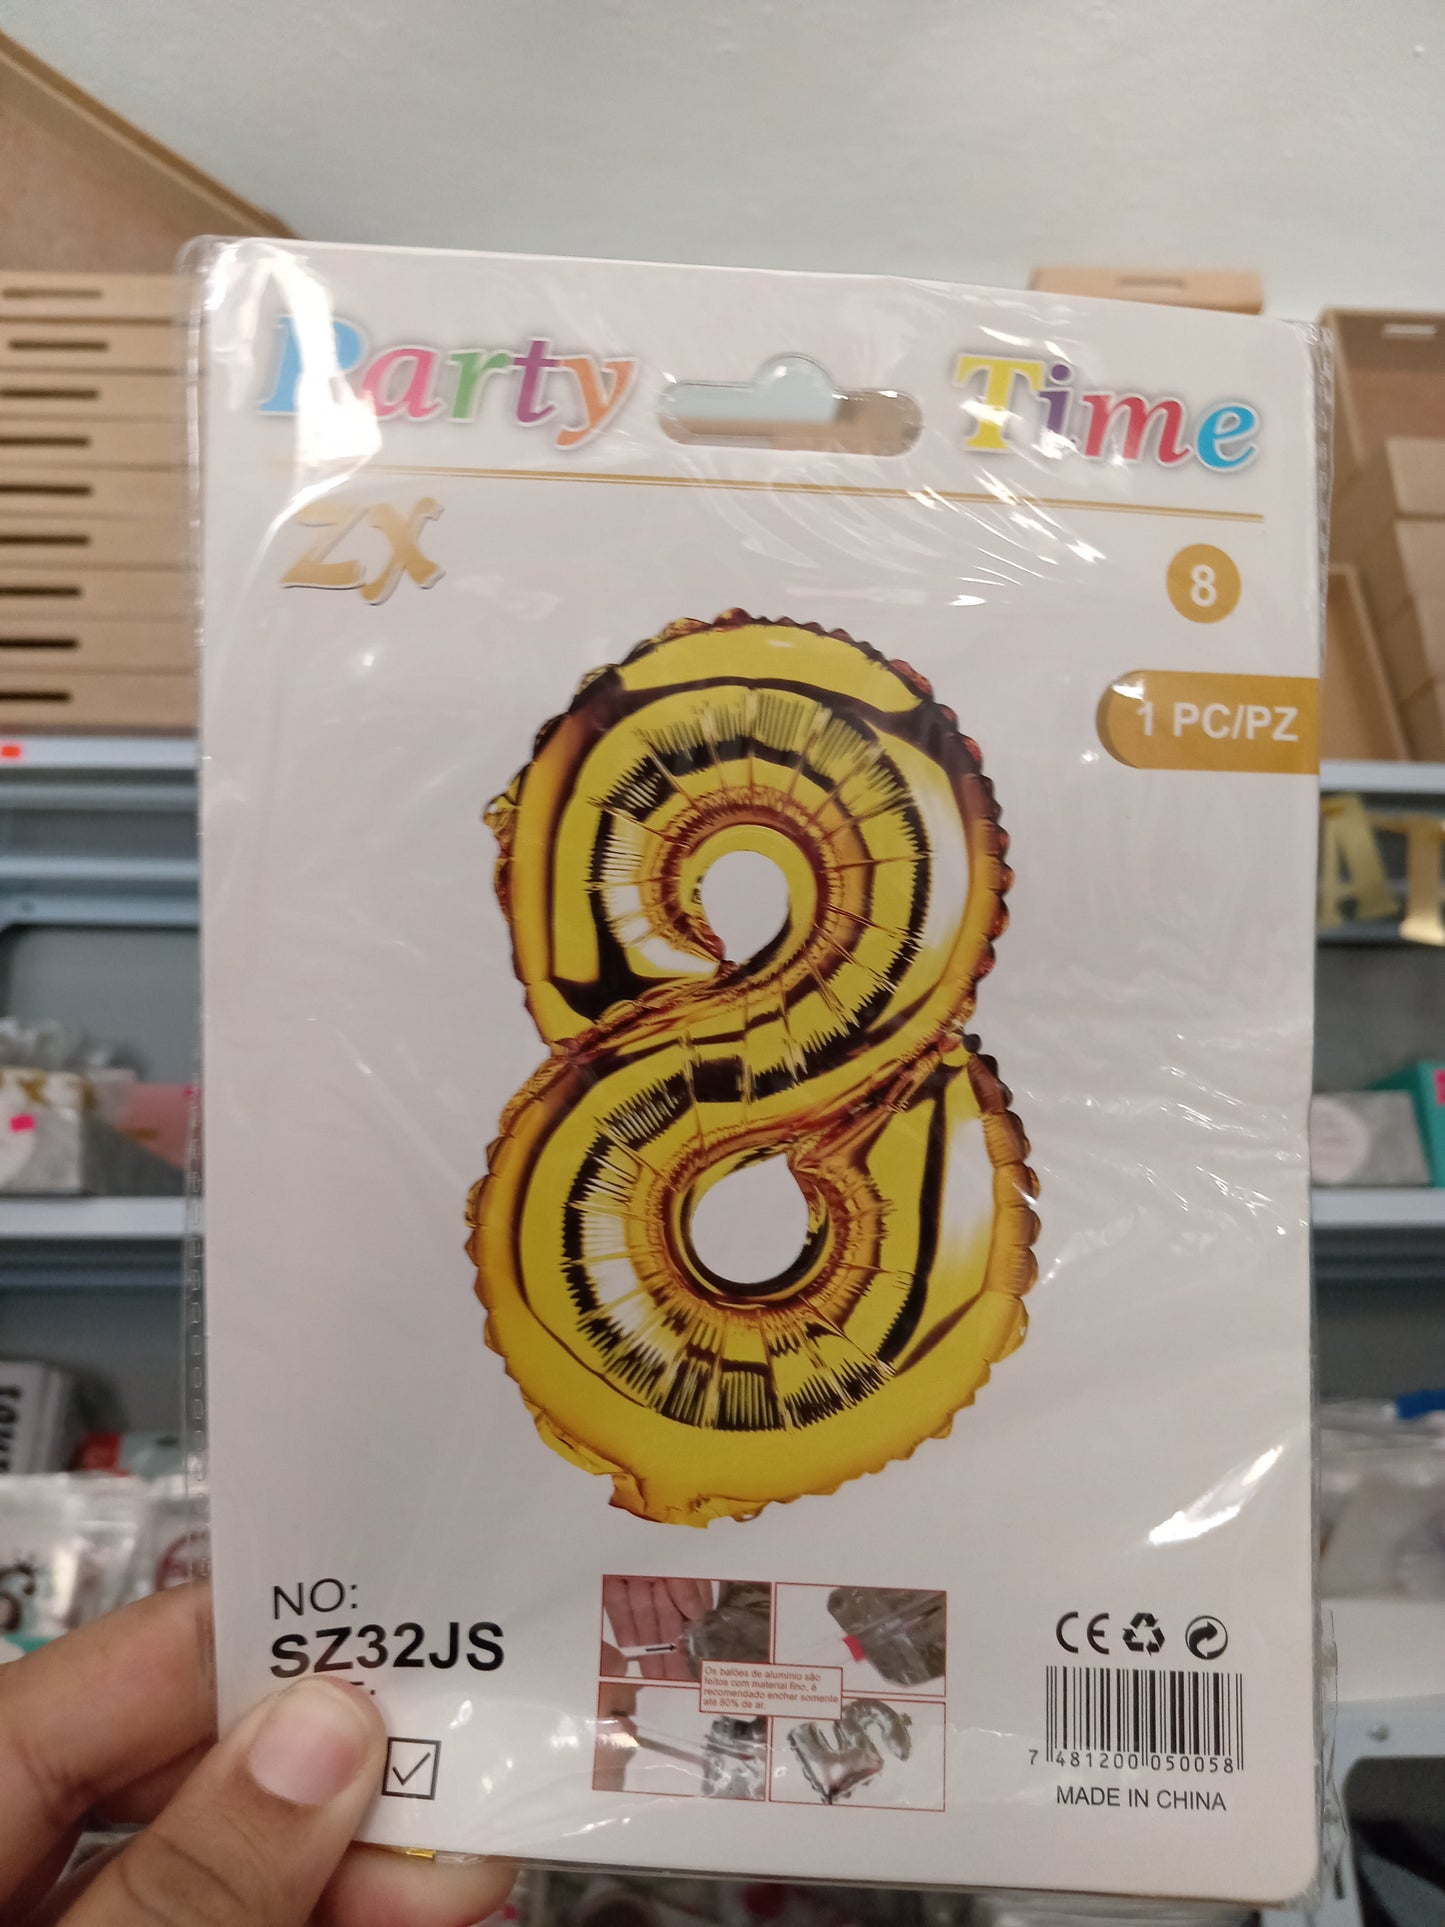 Party Time
ZX
8
1 PC/PZ
NO:
SZ32JS
Os balões de alumínio são
feitos com material fino, é
recomendado encher somente
até 80% de ar.
CE
7 481200 050058
MADE IN CHINA